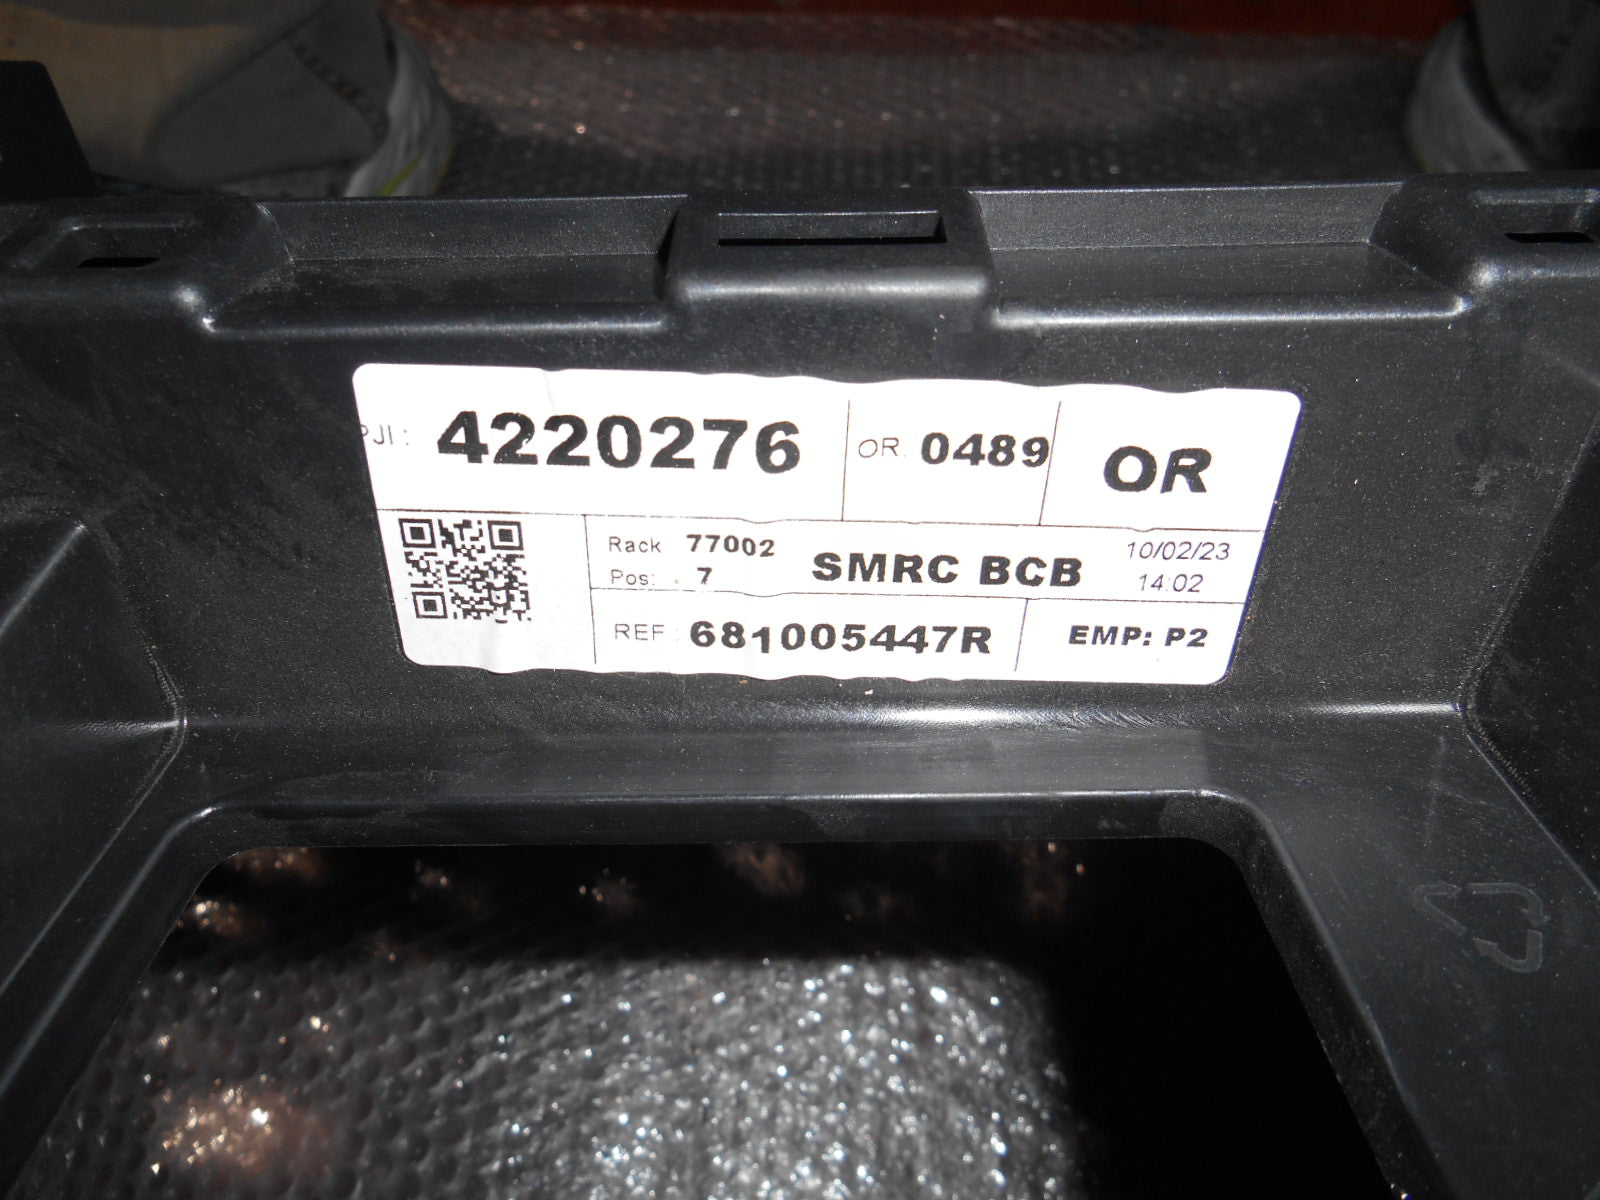 PJI: 4220276 OR: 0489 OR
Rack 77002 SMRC BCB 10/02/23
Pos: 7 14:02
REF: 681005447R EMP: P2